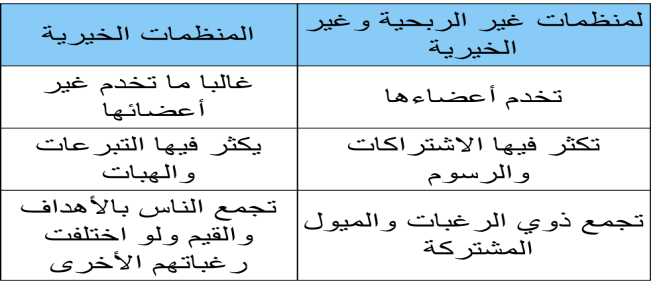 لمنظمات غير الربحية وغير
الخيرية
المنظمات الخيرية
تخدم أعضاءها
غالبا ما تخدم غير
أعضائها
تكثر فيها الاشتراكات
والرسوم
يكثر فيها التبرعات
والهبات
تجمع ذوي الرغبات والميول
المشتركة
تجمع الناس بالأهداف
والقيم ولو اختلفت
رغباتهم الأخرى